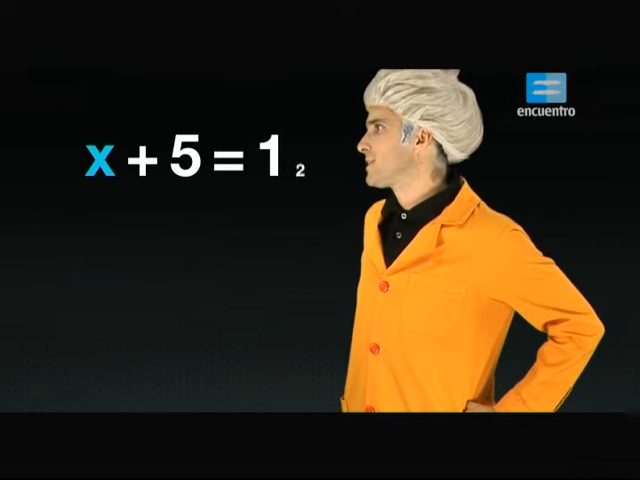 x + 5 = 1 2
encuentro